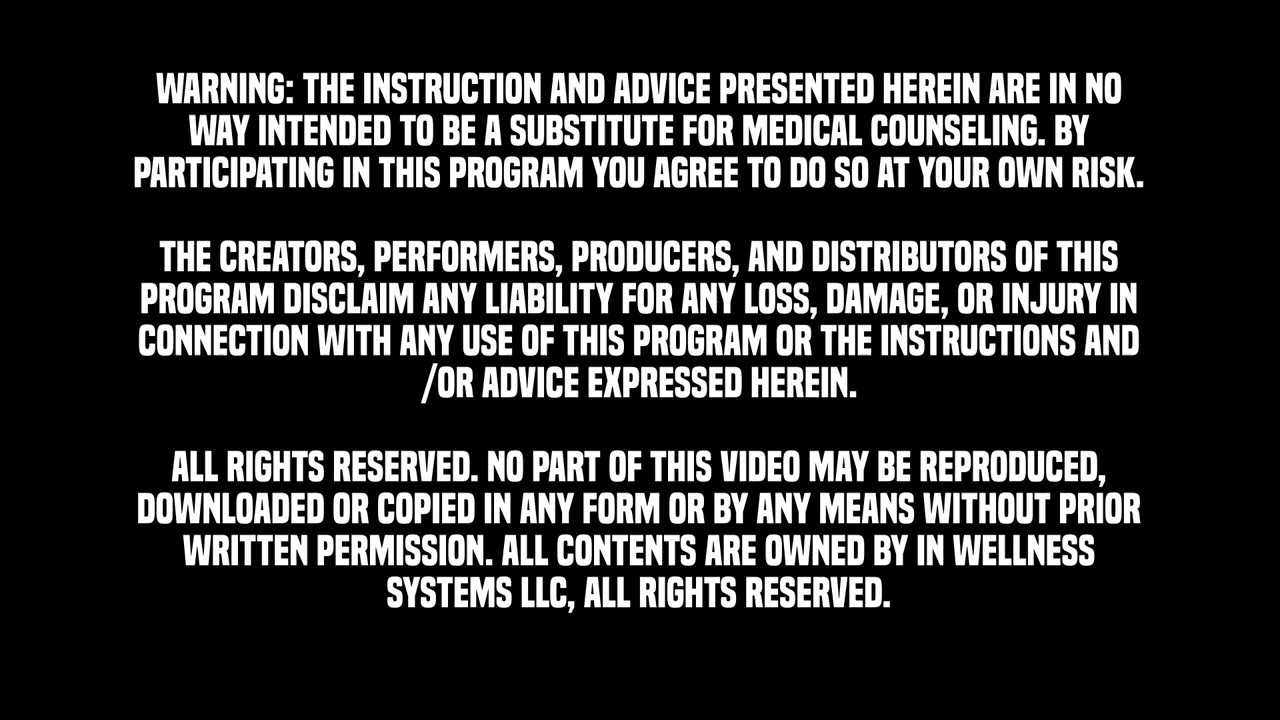 WARNING: THE INSTRUCTION AND ADVICE PRESENTED HEREIN ARE IN NO
WAY INTENDED TO BE A SUBSTITUTE FOR MEDICAL COUNSELING. BY
PARTICIPATING IN THIS PROGRAM YOU AGREE TO DO SO AT YOUR OWN RISK.
THE CREATORS, PERFORMERS, PRODUCERS, AND DISTRIBUTORS OF THIS
PROGRAM DISCLAIM ANY LIABILITY FOR ANY LOSS, DAMAGE, OR INJURY IN
CONNECTION WITH ANY USE OF THIS PROGRAM OR THE INSTRUCTIONS AND
/OR ADVICE EXPRESSED HEREIN.
ALL RIGHTS RESERVED. NO PART OF THIS VIDEO MAY BE REPRODUCED,
DOWNLOADED OR COPIED IN ANY FORM OR BY ANY MEANS WITHOUT PRIOR
WRITTEN PERMISSION. ALL CONTENTS ARE OWNED BY IN WELLNESS
SYSTEMS LLC, ALL RIGHTS RESERVED.